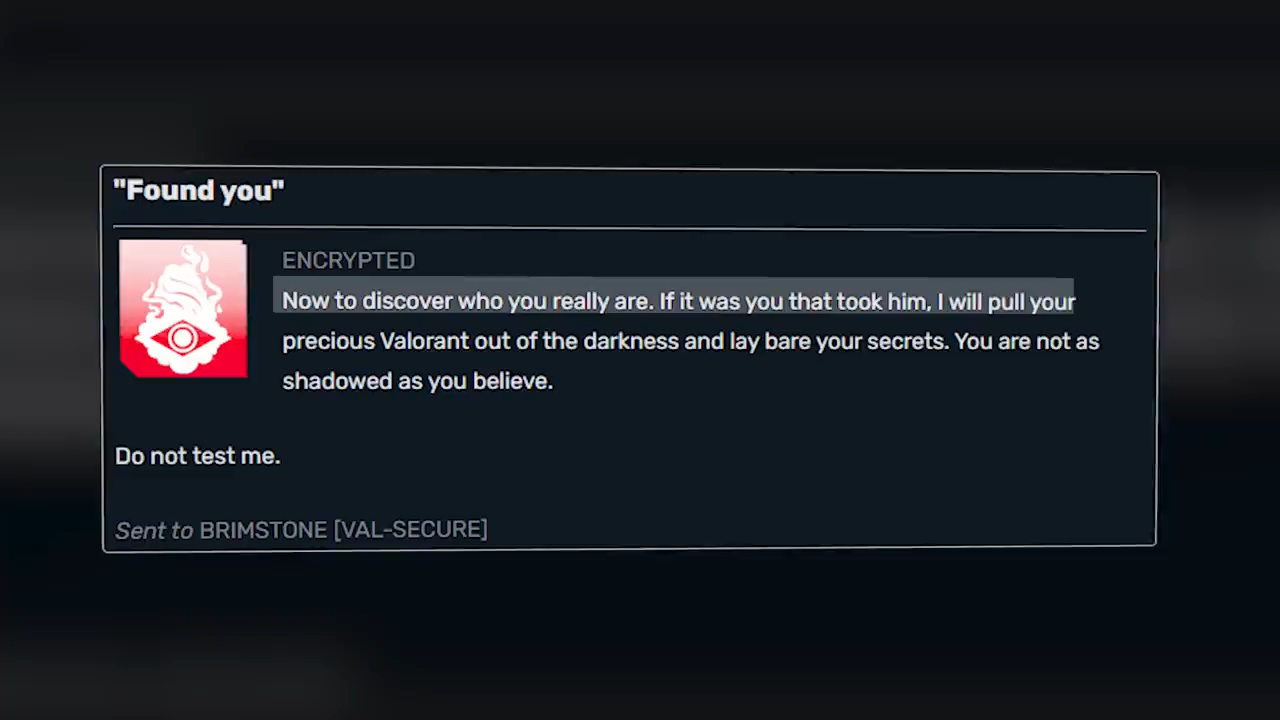 "Found you"
ENCRYPTED
Now to discover who you really are. If it was you that took him, I will pull your
precious Valorant out of the darkness and lay bare your secrets. You are not as
shadowed as you believe.
Do not test me.
Sent to BRIMSTONE [VAL-SECURE]